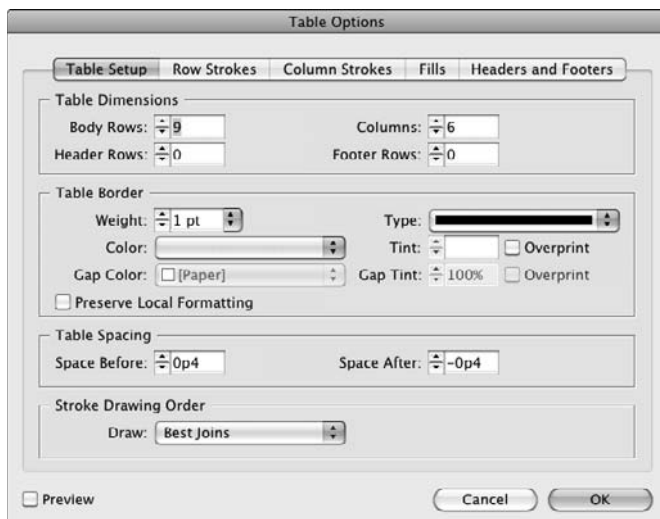 Table Options
Table Setup Row Strokes Column Strokes Fills Headers and Footers
Table Dimensions
Body Rows: 9 Columns: 6
Header Rows: 0 Footer Rows: 0
Table Border
Weight: 1 pt Type:
Color: Tint: Overprint
Gap Color: [Paper] Gap Tint: 100% Overprint
Preserve Local Formatting
Table Spacing
Space Before: 0p4 Space After: -0p4
Stroke Drawing Order
Draw: Best Joins
Preview Cancel OK